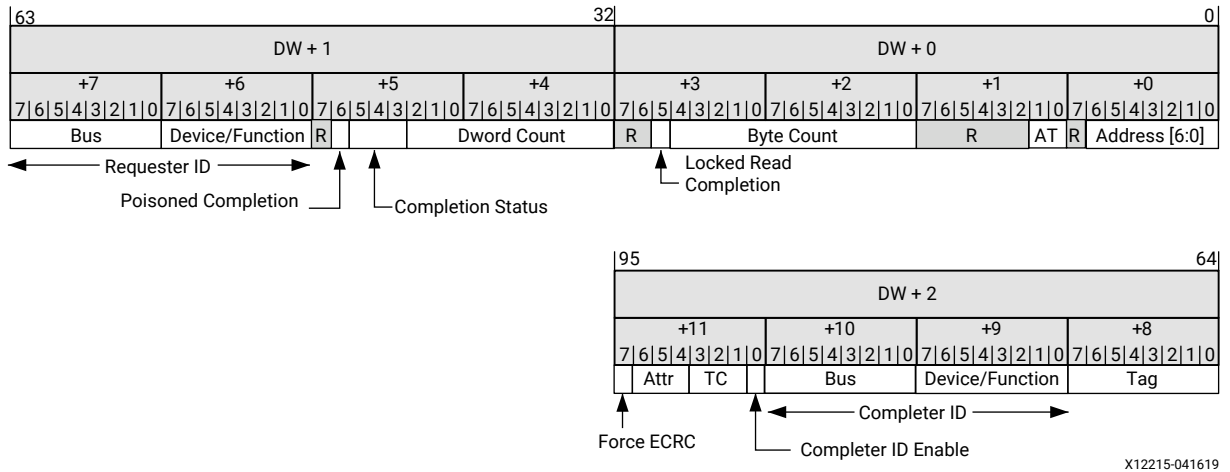 63 32 0
DW + 1 DW + 0
+7 +6 +5 +4 +3 +2 +1 +0
7 6 5 4 3 2 1 0 7 6 5 4 3 2 1 0 7 6 5 4 3 2 1 0 7 6 5 4 3 2 1 0 7 6 5 4 3 2 1 0 7 6 5 4 3 2 1 0 7 6 5 4 3 2 1 0 7 6 5 4 3 2 1 0
Bus Device/Function R Dword Count R Byte Count R AT R Address [6:0]
Requester ID
Locked Read
Completion
Poisoned Completion
Completion Status
95 64
DW + 2
+11 +10 +9 +8
7 6 5 4 3 2 1 0 7 6 5 4 3 2 1 0 7 6 5 4 3 2 1 0 7 6 5 4 3 2 1 0
Attr TC Bus Device/Function Tag
Completer ID
Force ECRC
Completer ID Enable
X12215-041619